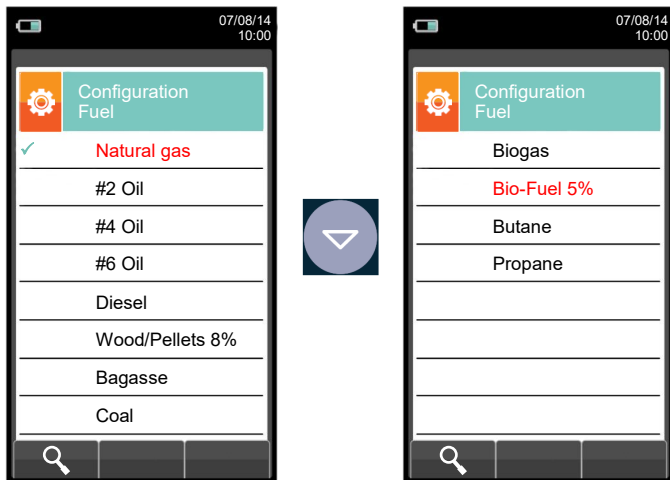 07/08/14
10:00
Configuration
Fuel
✓ Natural gas
#2 Oil
#4 Oil
#6 Oil
Diesel
Wood/Pellets 8%
Bagasse
Coal
07/08/14
10:00
Configuration
Fuel
Biogas
Bio-Fuel 5%
Butane
Propane